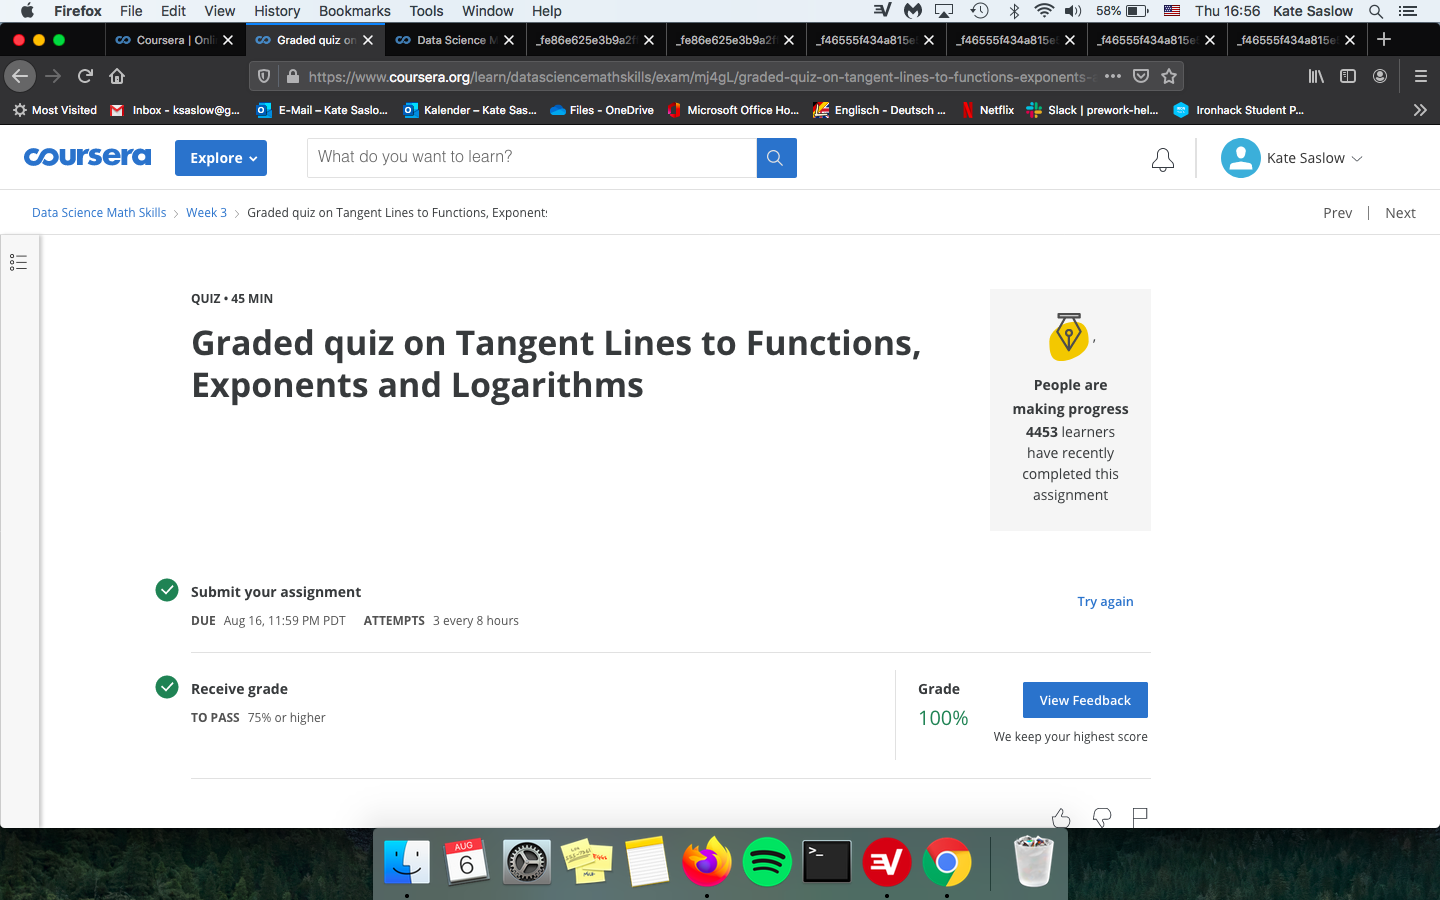 Firefox File Edit View History Bookmarks Tools Window Help 58% Thu 16:56 Kate Saslow
Coursera | Onli Graded quiz on Data Science M _fe86e625e3b9a2f _fe86e625e3b9a2f _f46555f434a815e _f46555f434a815e _f46555f434a815e _f46555f434a815e
https://www.coursera.org/learn/datasciencemathskills/exam/mj4gL/graded-quiz-on-tangent-lines-to-functions-exponents-
Most Visited Inbox - ksaslow@g... E-Mail – Kate Saslo... Kalender – Kate Sas... Files - OneDrive Microsoft Office Ho... Englisch - Deutsch ... Netflix Slack | prework-hel... Ironhack Student P...
coursera Explore What do you want to learn? Kate Saslow
Data Science Math Skills Week 3 Graded quiz on Tangent Lines to Functions, Exponents Prev Next
QUIZ • 45 MIN
Graded quiz on Tangent Lines to Functions,
Exponents and Logarithms
People are
making progress
4453 learners
have recently
completed this
assignment
Submit your assignment
DUE Aug 16, 11:59 PM PDT ATTEMPTS 3 every 8 hours
Try again
Receive grade
TO PASS 75% or higher
Grade
100%
View Feedback
We keep your highest score
AUG
6